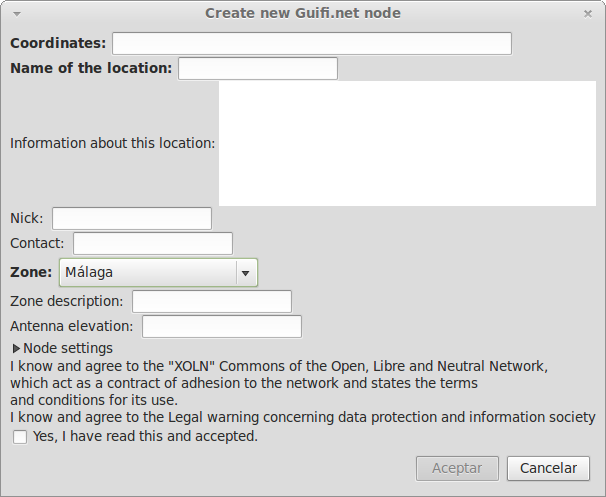 Create new Guifi.net node
Coordinates:
Name of the location:
Information about this location:
Nick:
Contact:
Zone: Málaga
Zone description:
Antenna elevation:
Node settings
I know and agree to the "XOLN" Commons of the Open, Libre and Neutral Network,
which act as a contract of adhesion to the network and states the terms
and conditions for its use.
I know and agree to the Legal warning concerning data protection and information society
Yes, I have read this and accepted.
Aceptar Cancelar